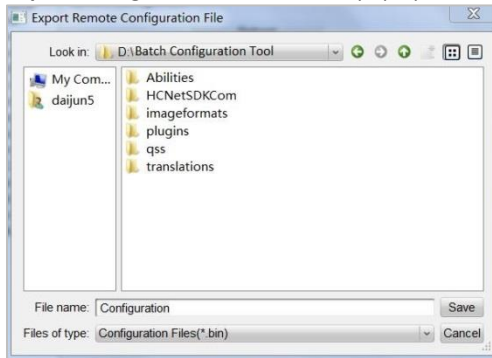 Export Remote Configuration File
Look in: D:\Batch Configuration Tool
My Com...
daijun5
Abilities
HCNetSDKCom
imageformats
plugins
qss
translations
File name: Configuration Save
Files of type: Configuration Files(*.bin) Cancel